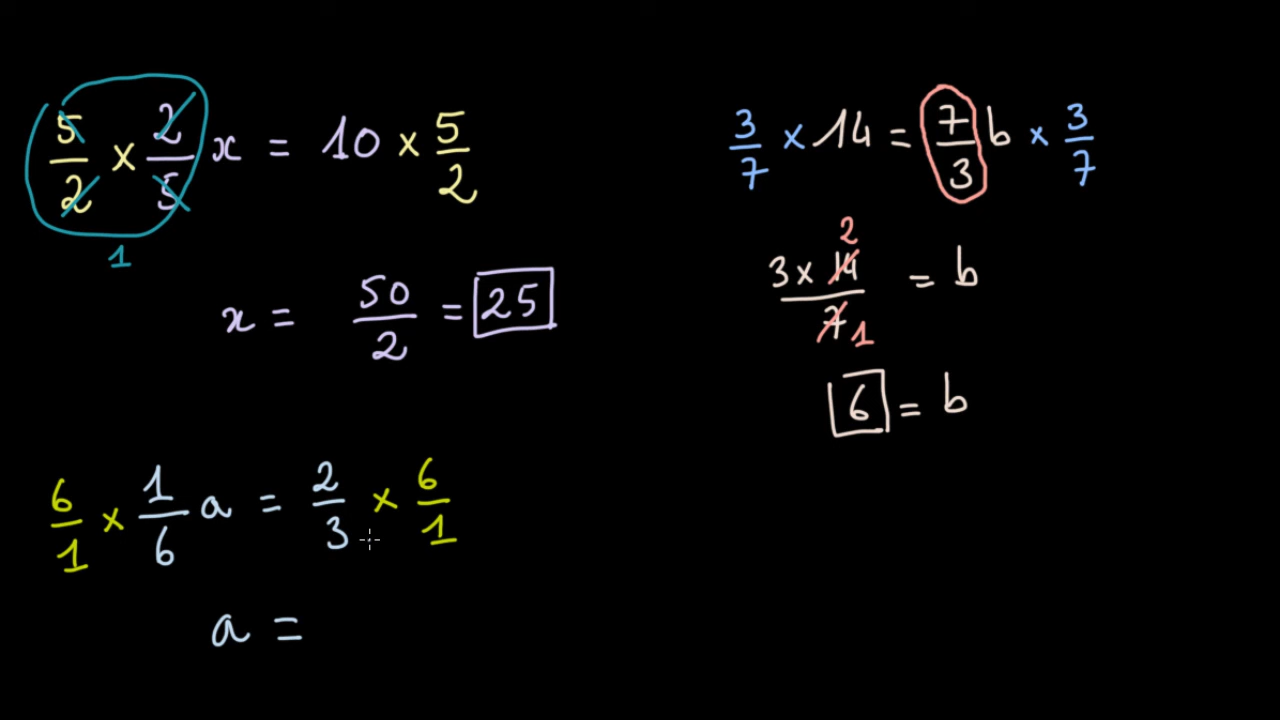 5/2 × 2/5 x = 10 × 5/2
1
x = 50/2 = 25
6/1 × 1/6 a = 2/3 × 6/1
a =
3/7 × 14 = 7/3 b × 3/7
2
3 × 14/7 = b
1
6 = b